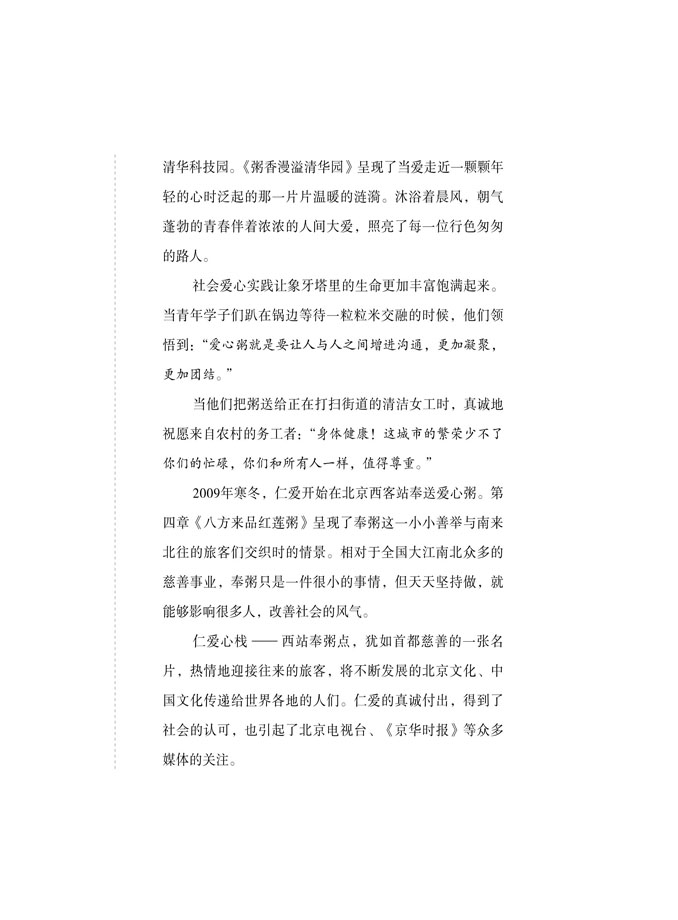 清华科技园。《粥香漫溢清华园》呈现了当爱走近一颗颗年
轻的心时泛起的那一片片温暖的涟漪。沐浴着晨风，朝气
蓬勃的青春伴着浓浓的人间大爱，照亮了每一位行色匆匆
的路人。
社会爱心实践让象牙塔里的生命更加丰富饱满起来。
当青年学子们趴在锅边等待一粒粒米交融的时候，他们领
悟到：“爱心粥就是要让人与人之间增进沟通，更加凝聚，
更加团结。”
当他们把粥送给正在打扫街道的清洁女工时，真诚地
祝愿来自农村的务工者：“身体健康！这城市的繁荣少不了
你们的忙碌，你们和所有人一样，值得尊重。”
2009年寒冬，仁爱开始在北京西客站奉送爱心粥。第
四章《八方来品红莲粥》呈现了奉粥这一小小善举与南来
北往的旅客们交织时的情景。相对于全国大江南北众多的
慈善事业，奉粥只是一件很小的事情，但天天坚持做，就
能够影响很多人，改善社会的风气。
仁爱心栈 —— 西站奉粥点，犹如首都慈善的一张名
片，热情地迎接往来的旅客，将不断发展的北京文化、中
国文化传递给世界各地的人们。仁爱的真诚付出，得到了
社会的认可，也引起了北京电视台、《京华时报》等众多
媒体的关注。